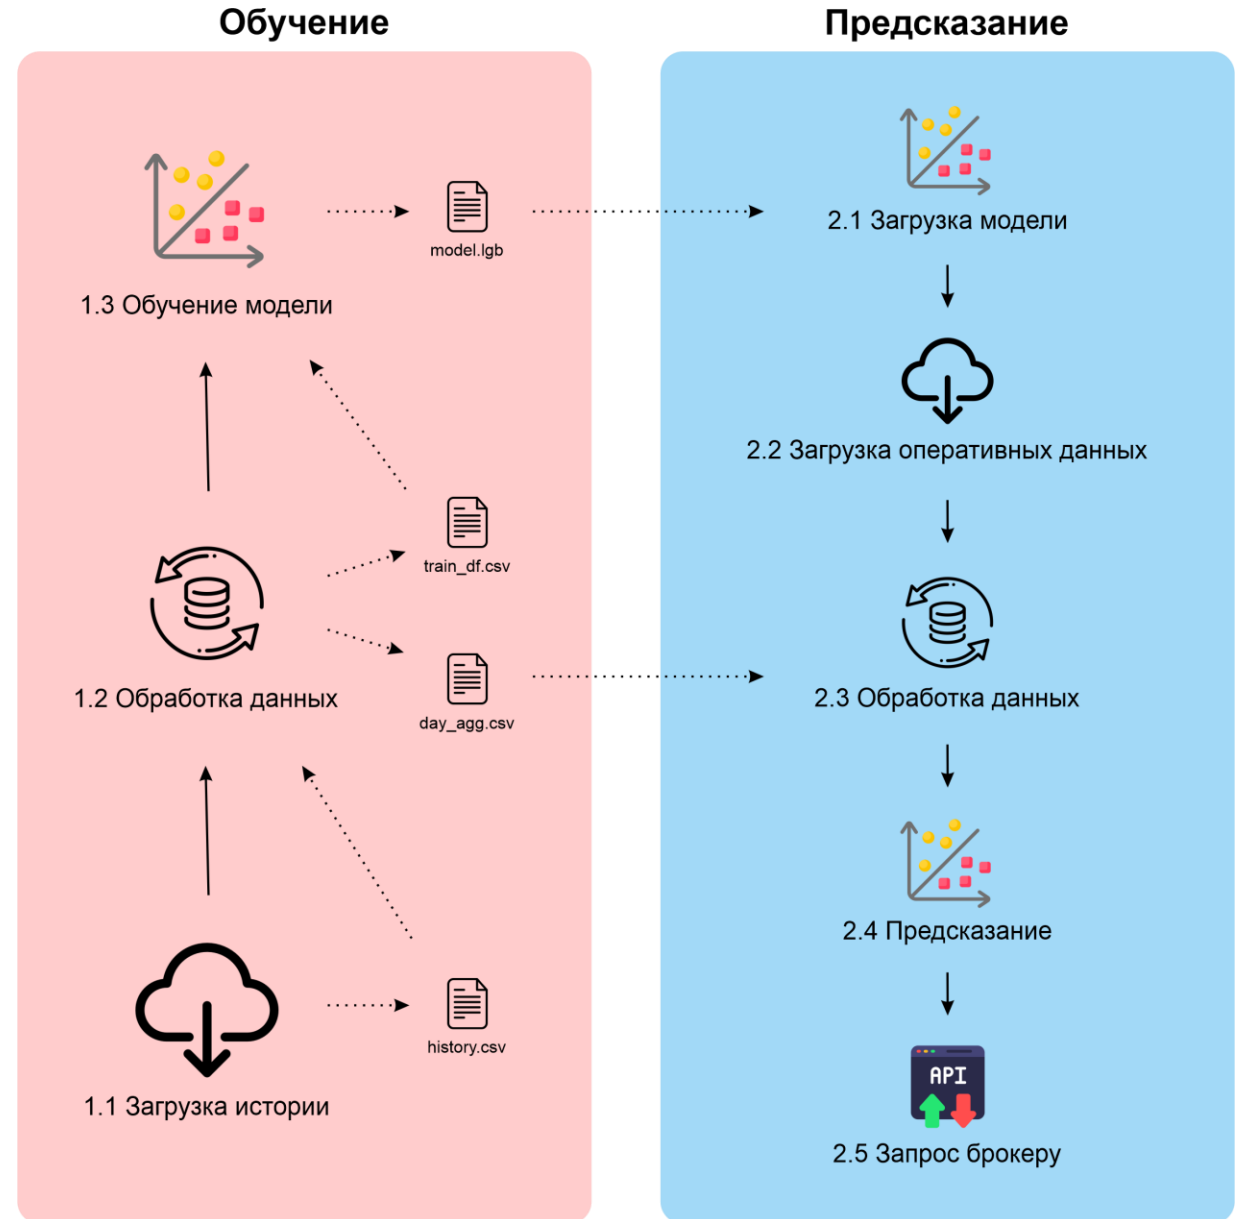 Обучение
model.lgb
1.3 Обучение модели
train_df.csv
1.2 Обработка данных
day_agg.csv
history.csv
1.1 Загрузка истории
Предсказание
2.1 Загрузка модели
2.2 Загрузка оперативных данных
2.3 Обработка данных
2.4 Предсказание
API
2.5 Запрос брокеру